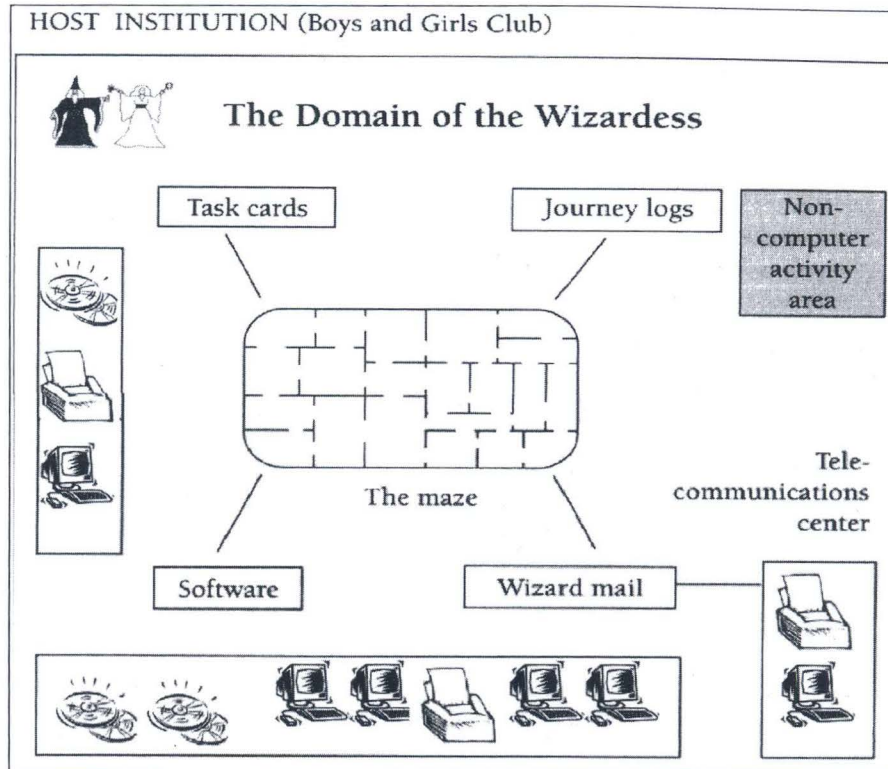 HOST INSTITUTION (Boys and Girls Club)
The Domain of the Wizardess
Task cards
Journey logs
Non-
computer
activity
area
The maze
Tele-
communications
center
Software
Wizard mail